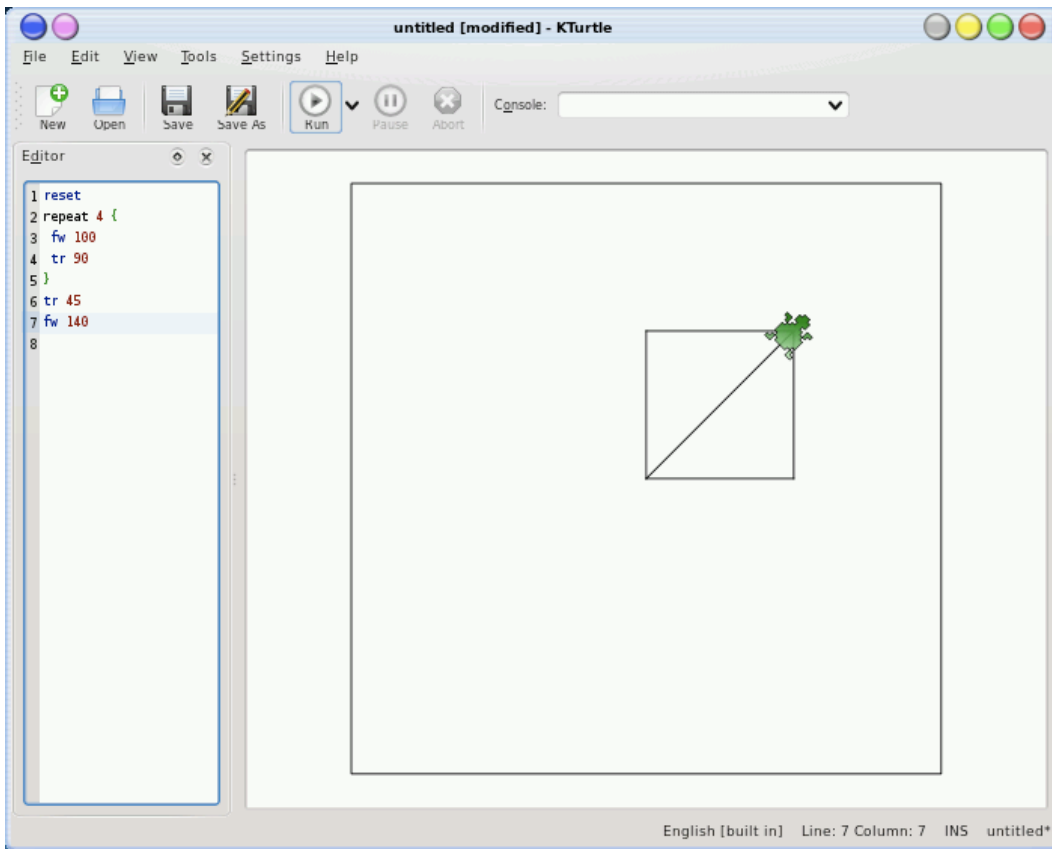 untitled [modified] - KTurtle
File Edit View Tools Settings Help
New Open Save Save As Run Pause Abort Console:
Editor
1 reset
2 repeat 4 {
3 fw 100
4 tr 90
5 }
6 tr 45
7 fw 140
8
English [built in] Line: 7 Column: 7 INS untitled*